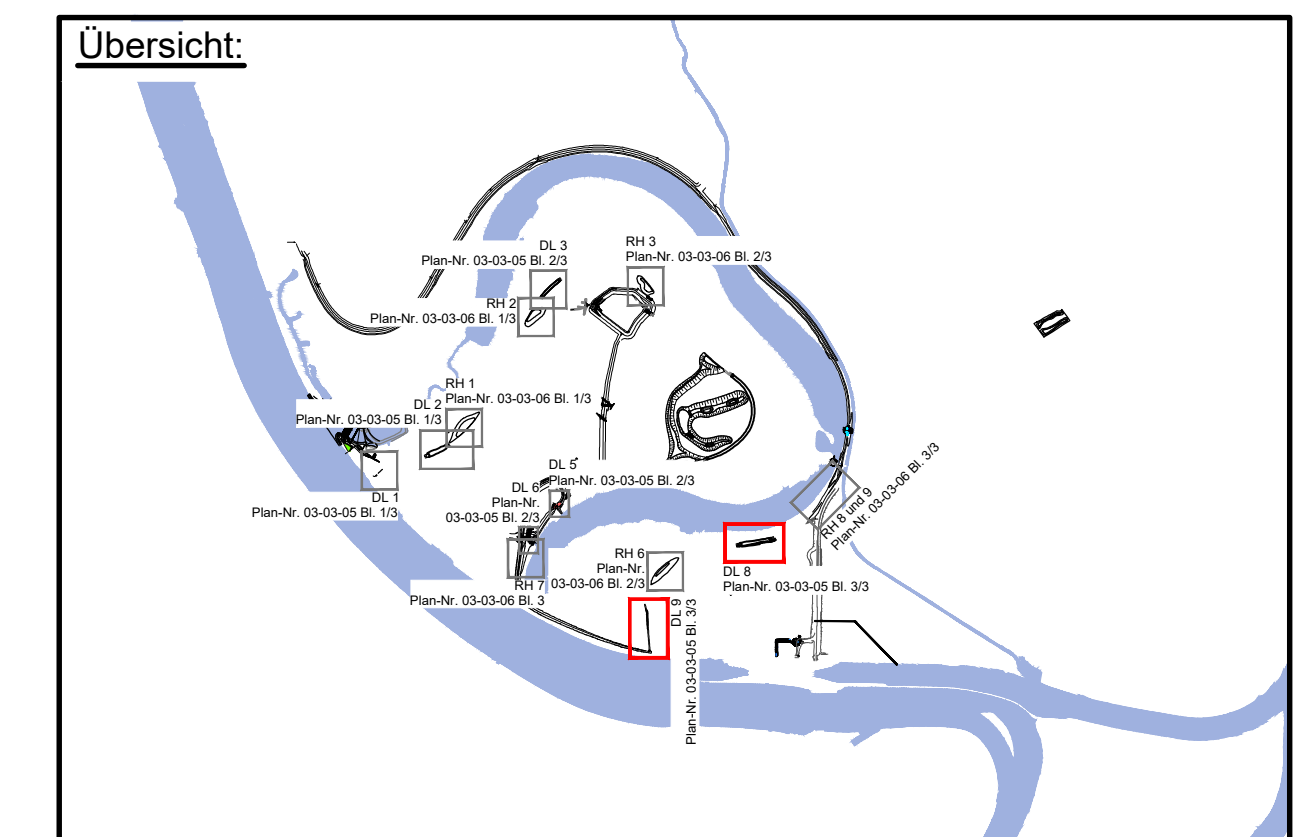 Übersicht:
DL 3
Plan-Nr. 03-03-05 Bl. 2/3
RH 3
Plan-Nr. 03-03-06 Bl. 2/3
RH 2
Plan-Nr. 03-03-06 Bl. 1/3
RH 1
Plan-Nr. 03-03-06 Bl. 1/3
DL 2
Plan-Nr. 03-03-05 Bl. 1/3
DL 1
Plan-Nr. 03-03-05 Bl. 1/3
DL 5
Plan-Nr. 03-03-05 Bl. 2/3
DL 6
Plan-Nr.
03-03-05 Bl. 2/3
RH 8 und 9
Plan-Nr. 03-03-06 Bl. 3/3
RH 6
Plan-Nr.
03-03-06 Bl. 2/3
DL 8
Plan-Nr. 03-03-05 Bl. 3/3
RH 7
Plan-Nr. 03-03-06 Bl. 3
DL 9
Plan-Nr. 03-03-05 Bl. 3/3